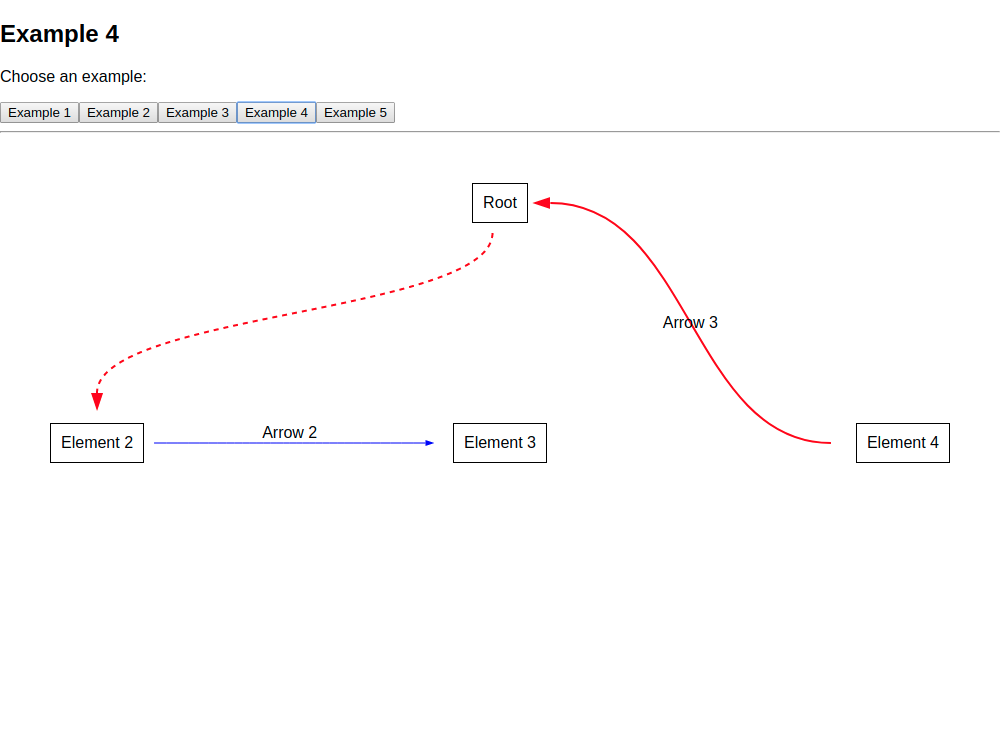 Example 4
Choose an example:
Example 1 Example 2 Example 3 Example 4 Example 5
Root
Arrow 3
Arrow 2
Element 2 Element 3 Element 4